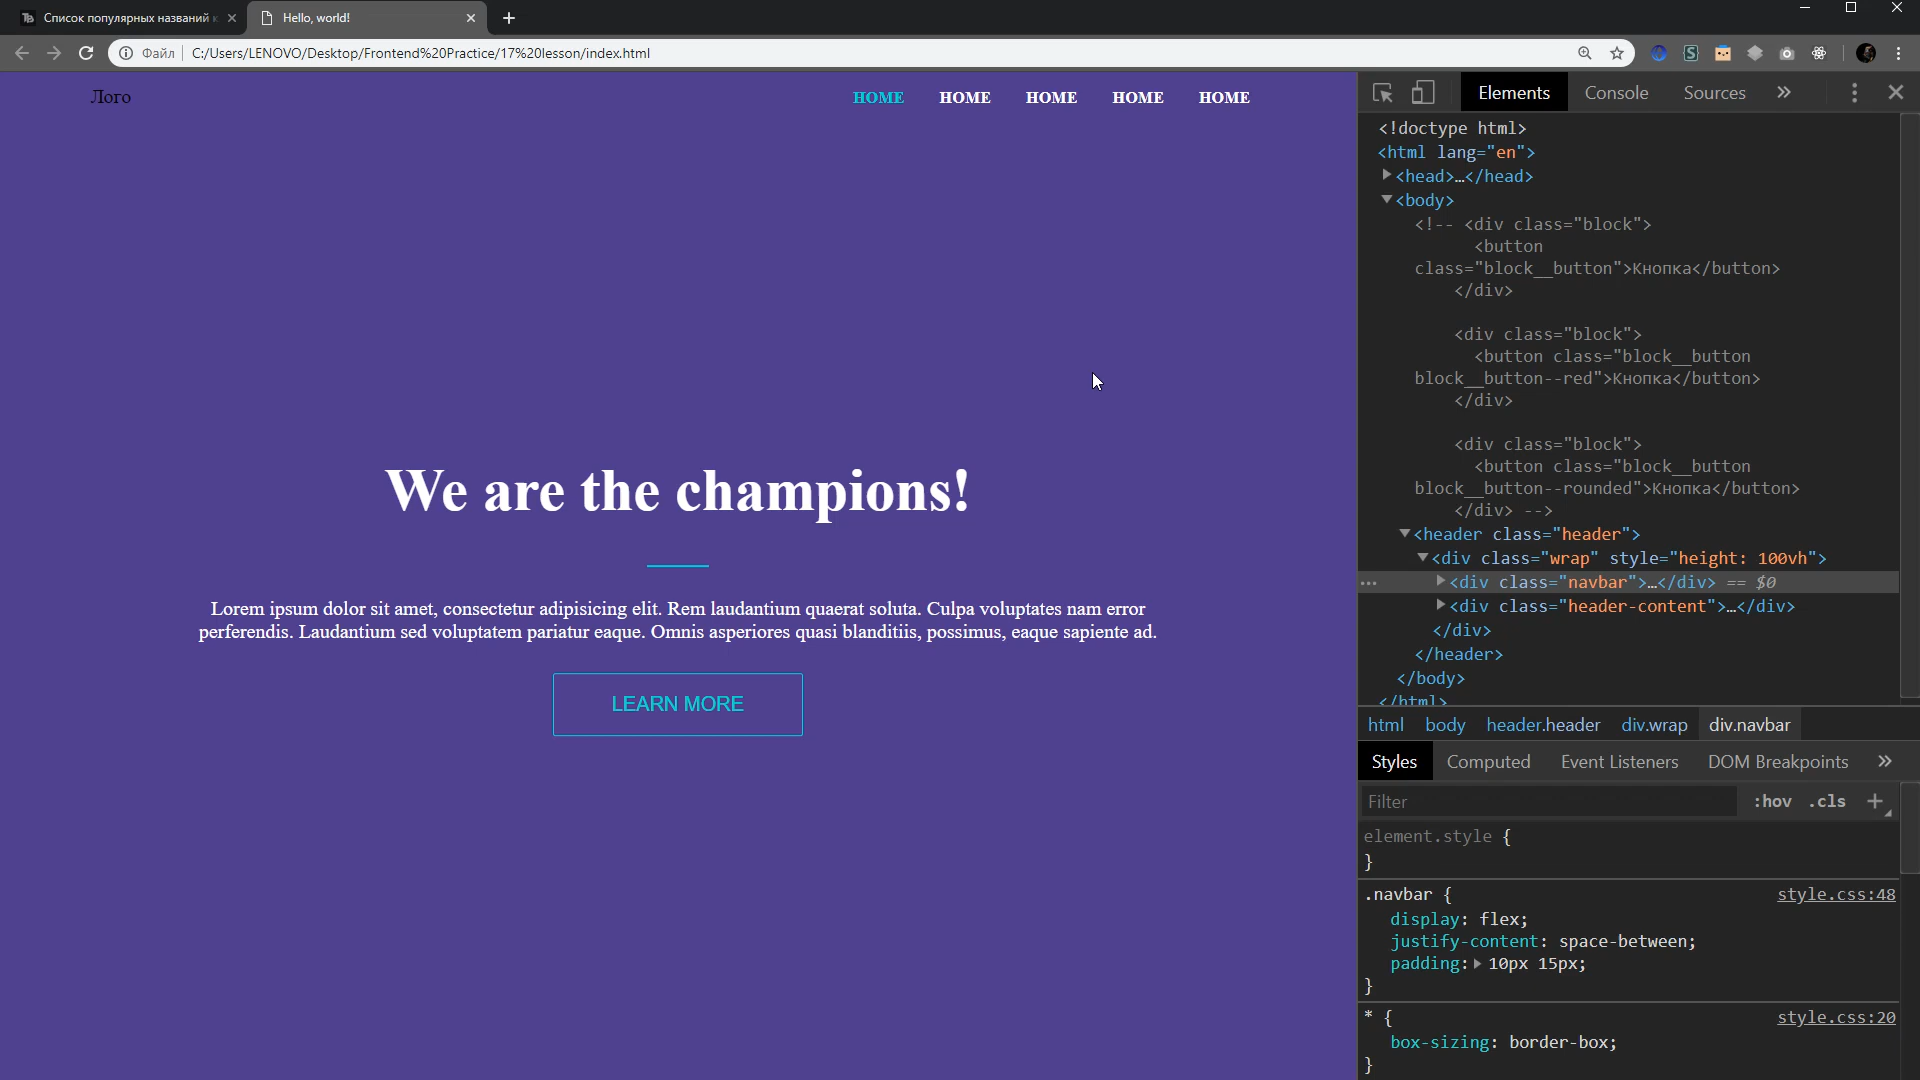 Список популярных названий к
Hello, world!
Файл
C:/Users/LENOVO/Desktop/Frontend%20Practice/17%20lesson/index.html
Лого
HOME HOME HOME HOME HOME
We are the champions!
Lorem ipsum dolor sit amet, consectetur adipisicing elit. Rem laudantium quaerat soluta. Culpa voluptates nam error
perferendis. Laudantium sed voluptatem pariatur eaque. Omnis asperiores quasi blanditiis, possimus, eaque sapiente ad.
LEARN MORE
Elements Console Sources »
<!doctype html>
<html lang="en">
<head>…</head>
<body>
<!-- <div class="block">
<button
class="block__button">Кнопка</button>
</div>
<div class="block">
<button class="block__button
block__button--red">Кнопка</button>
</div>
<div class="block">
<button class="block__button
block__button--rounded">Кнопка</button>
</div> -->
<header class="header">
<div class="wrap" style="height: 100vh">
<div class="navbar">…</div> == $0
<div class="header-content">…</div>
</div>
</header>
</body>
</html>
html body header.header div.wrap div.navbar
Styles Computed Event Listeners DOM Breakpoints »
Filter :hov .cls +
element.style {
}
.navbar { style.css:48
display: flex;
justify-content: space-between;
padding: 10px 15px;
}
* { style.css:20
box-sizing: border-box;
}